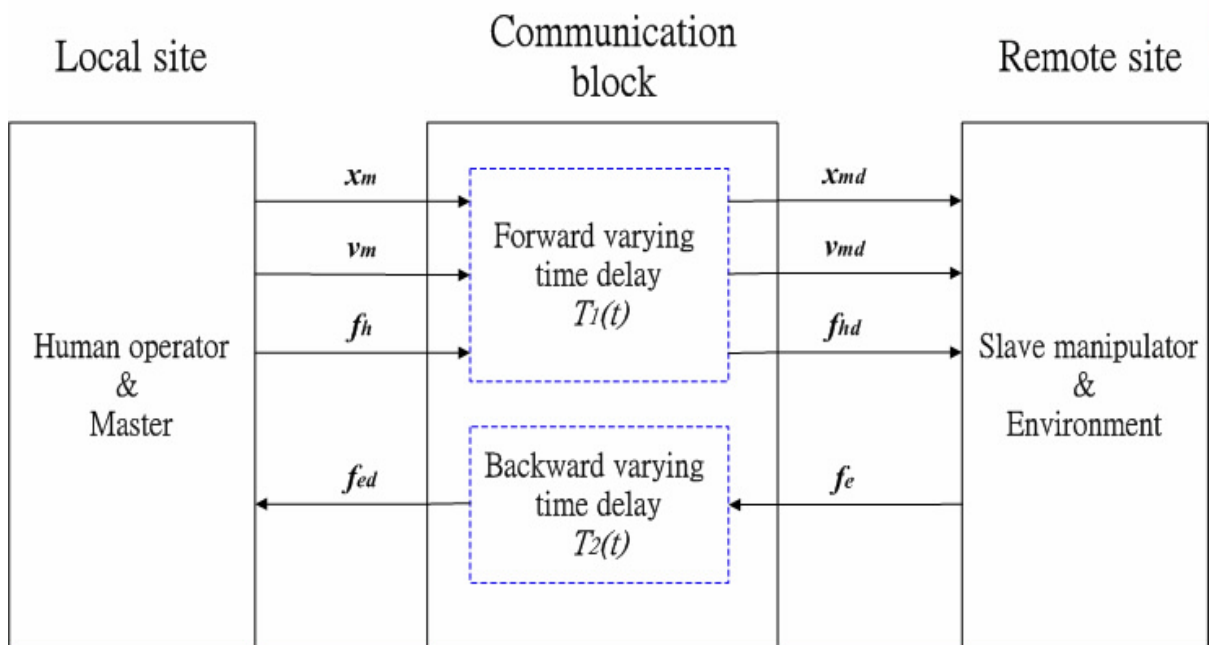 Local site
Communication
block
Remote site
Human operator
&
Master
xm
vm
fh
fed
Forward varying
time delay
T1(t)
Backward varying
time delay
T2(t)
xmd
vmd
fhd
fe
Slave manipulator
&
Environment